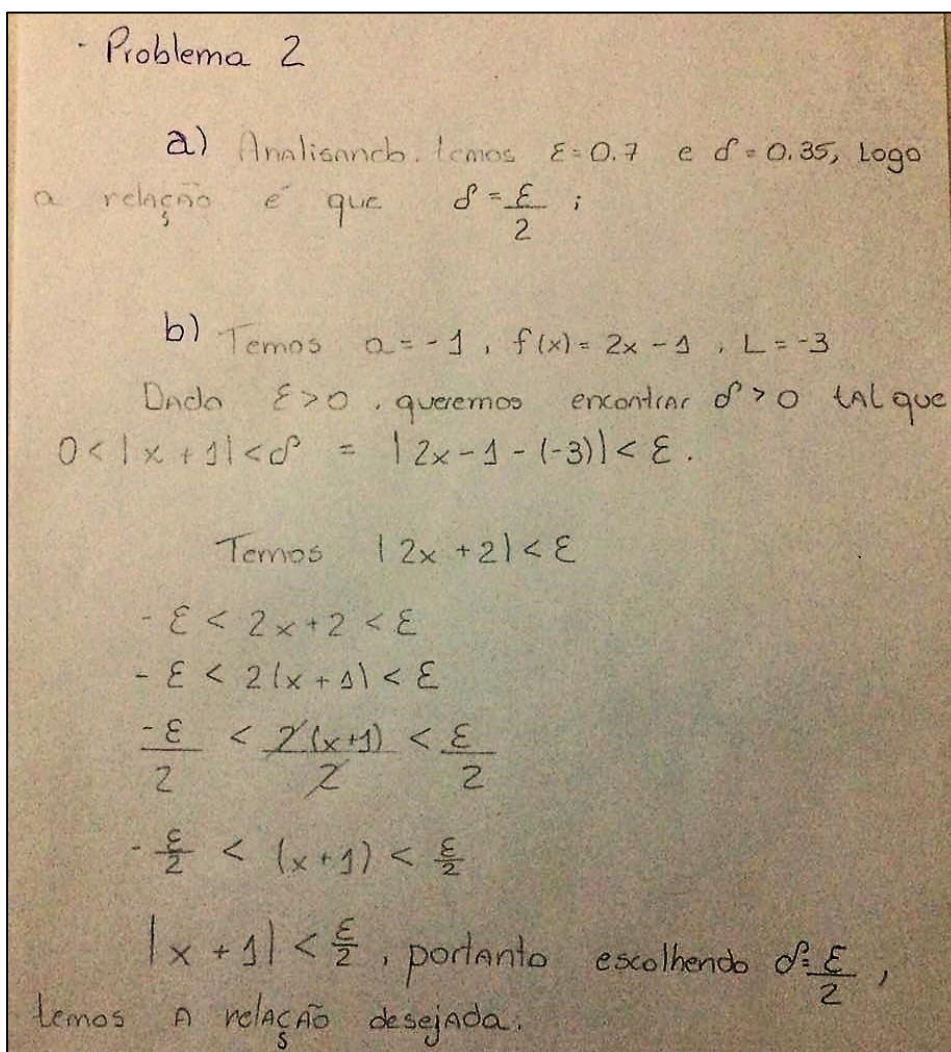 - Problema 2
a) Analisando, temos ε=0.7 e δ=0.35, Logo
a relação é que δ = ε/2 ;
b) Temos a = -1, f(x) = 2x - 1, L = -3
Dado ε>0, queremos encontrar δ>0 tal que
0<|x+1|<δ = |2x-1-(-3)|<ε.
Temos |2x+2|<ε
-ε < 2x+2 < ε
-ε < 2(x+1) < ε
-ε/2 < 2(x+1)/2 < ε/2
-ε/2 < (x+1) < ε/2
|x+1| < ε/2, portanto escolhendo δ=ε/2,
temos a relação desejada.